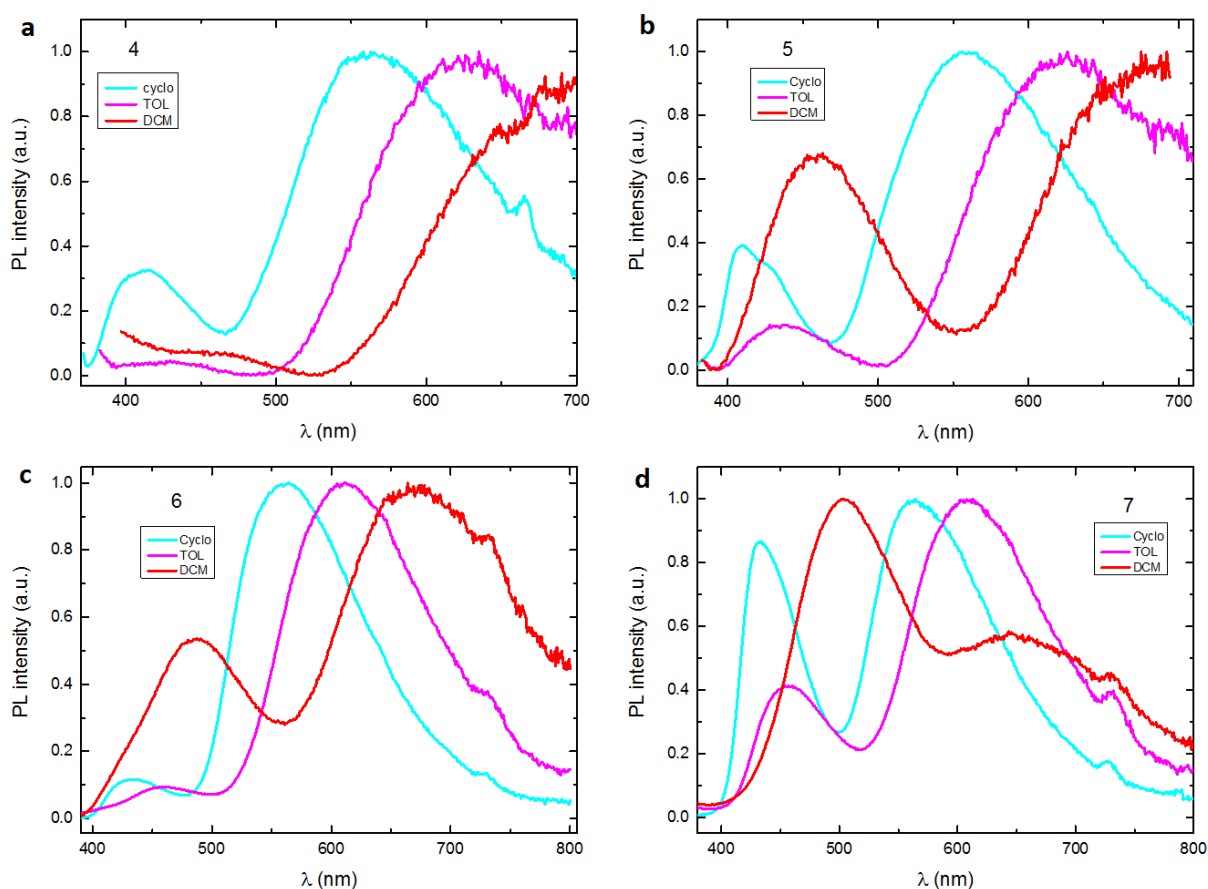 a
4
cyclo
TOL
DCM
PL intensity (a.u.)
1.0
0.8
0.6
0.4
0.2
0.0
400 500 600 700
λ (nm)
b
5
Cyclo
TOL
DCM
PL intensity (a.u.)
1.0
0.8
0.6
0.4
0.2
0.0
400 500 600 700
λ (nm)
c
6
Cyclo
TOL
DCM
PL intensity (a.u.)
1.0
0.8
0.6
0.4
0.2
0.0
400 500 600 700 800
λ (nm)
d
7
Cyclo
TOL
DCM
PL intensity (a.u.)
1.0
0.8
0.6
0.4
0.2
0.0
400 500 600 700 800
λ (nm)